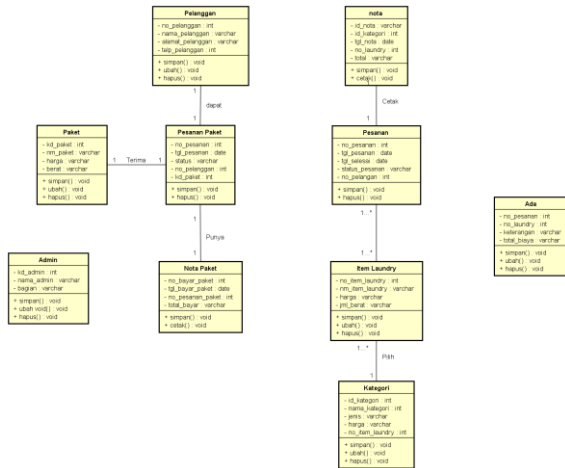 Pelanggan
- no_pelanggan : int
- nama_pelanggan : varchar
- alamat_pelanggan : varchar
- telp_pelanggan : int
+ simpan() : void
+ ubah() : void
+ hapus() : void
1
dapat
1
Paket
- kd_paket : int
- nm_paket : varchar
- harga : varchar
- berat : varchar
+ simpan() : void
+ ubah() : void
+ hapus() : void
1 Terima 1
Pesanan Paket
- no_pesanan : int
- tgl_pesanan : date
- status : varchar
- no_pelanggan : int
- kd_paket : int
+ simpan() : void
+ hapus() : void
1
Punya
1
Nota Paket
- no_bayar_paket : int
- tgl_bayar_paket : date
- no_pesanan_paket : int
- total_bayar : varchar
+ simpan() : void
+ cetak() : void
Admin
- kd_admin : int
- nama_admin : varchar
- bagian : varchar
+ simpan() : void
+ ubah void() : void
+ hapus() : void
nota
- id_nota : varchar
- id_kategori : int
- tgl_nota : date
- no_laundry : int
- total : varchar
+ simpan() : void
+ cetak() : void
1
Cetak
1
Pesanan
- no_pesanan : int
- tgl_pesanan : date
- tgl_selesai : date
- status_pesanan : varchar
- no_palangan : int
+ simpan() : void
+ hapus() : void
1...*
1...*
Item Laundry
- no_item_laundry : int
- nm_item_laundry : varchar
- harga : varchar
- jml_berat : varchar
+ simpan() : void
+ ubah() : void
+ hapus() : void
1...*
Pilih
1
Kategori
- id_kategori : int
- nama_kategori : int
- jenis : varchar
- harga : varchar
- no_item_laundry : int
+ simpan() : void
+ ubah() : void
+ hapus() : void
Ada
- no_pesanan : int
- no_laundry : int
- keterangan : varchar
- total_biaya : varchar
+ simpan() : void
+ ubah() : void
+ hapus() : void